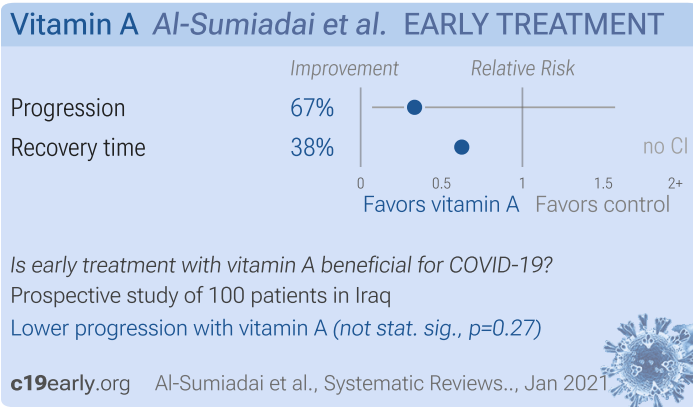 Vitamin A Al-Sumiadai et al. EARLY TREATMENT
Improvement Relative Risk
Progression 67%
Recovery time 38% no CI
0 0.5 1 1.5 2+
Favors vitamin A Favors control
Is early treatment with vitamin A beneficial for COVID-19?
Prospective study of 100 patients in Iraq
Lower progression with vitamin A (not stat. sig., p=0.27)
c19early.org Al-Sumiadai et al., Systematic Reviews.., Jan 2021